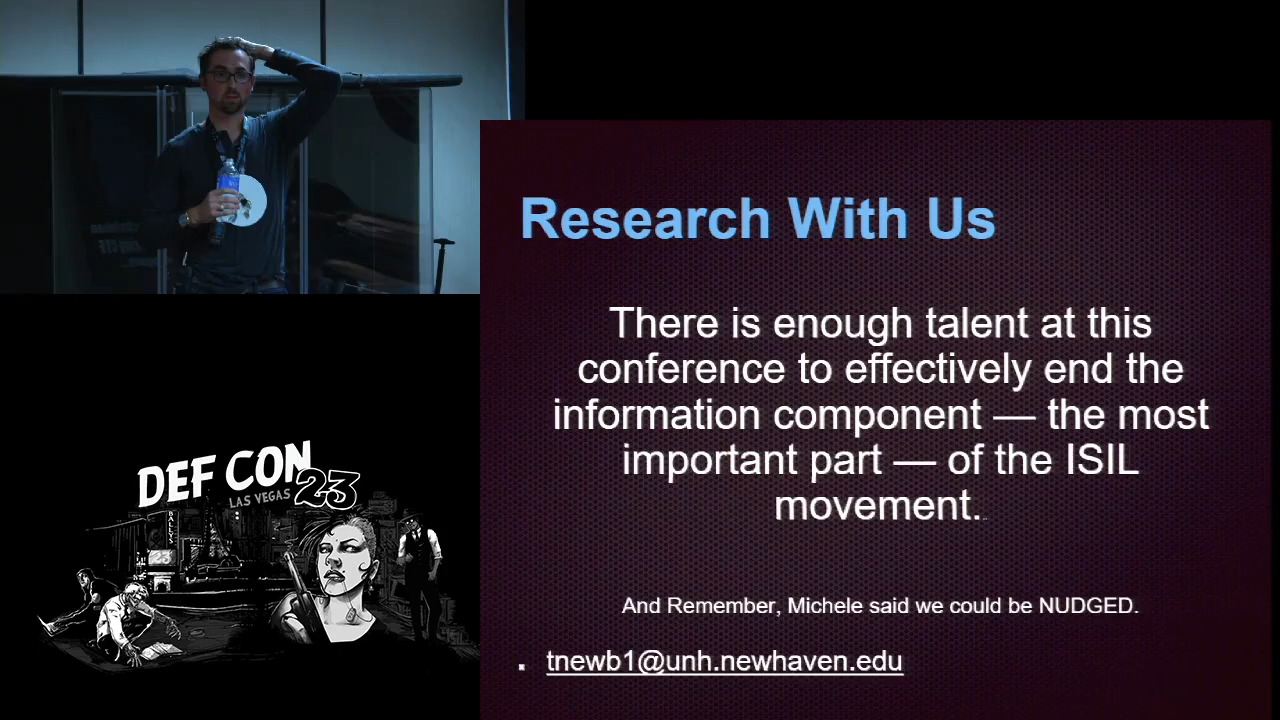 Research With Us
There is enough talent at this
conference to effectively end the
information component — the most
important part — of the ISIL
movement.
And Remember, Michele said we could be NUDGED.
tnewb1@unh.newhaven.edu
DEF CON
LAS VEGAS 23
BALLY'S
23